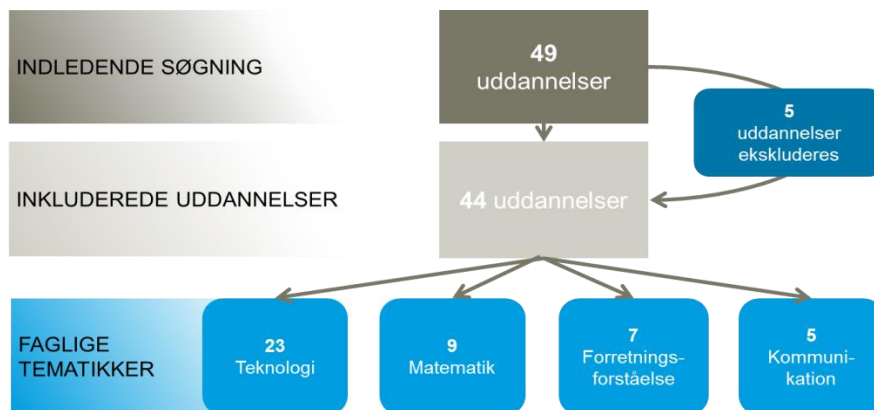 INDLEDENDE SØGNING
49
uddannelser
5
uddannelser
ekskluderes
INKLUDEREDE UDDANNELSER
44 uddannelser
FAGLIGE
TEMATIKKER
23
Teknologi
9
Matematik
7
Forretnings-
forståelse
5
Kommuni-
kation